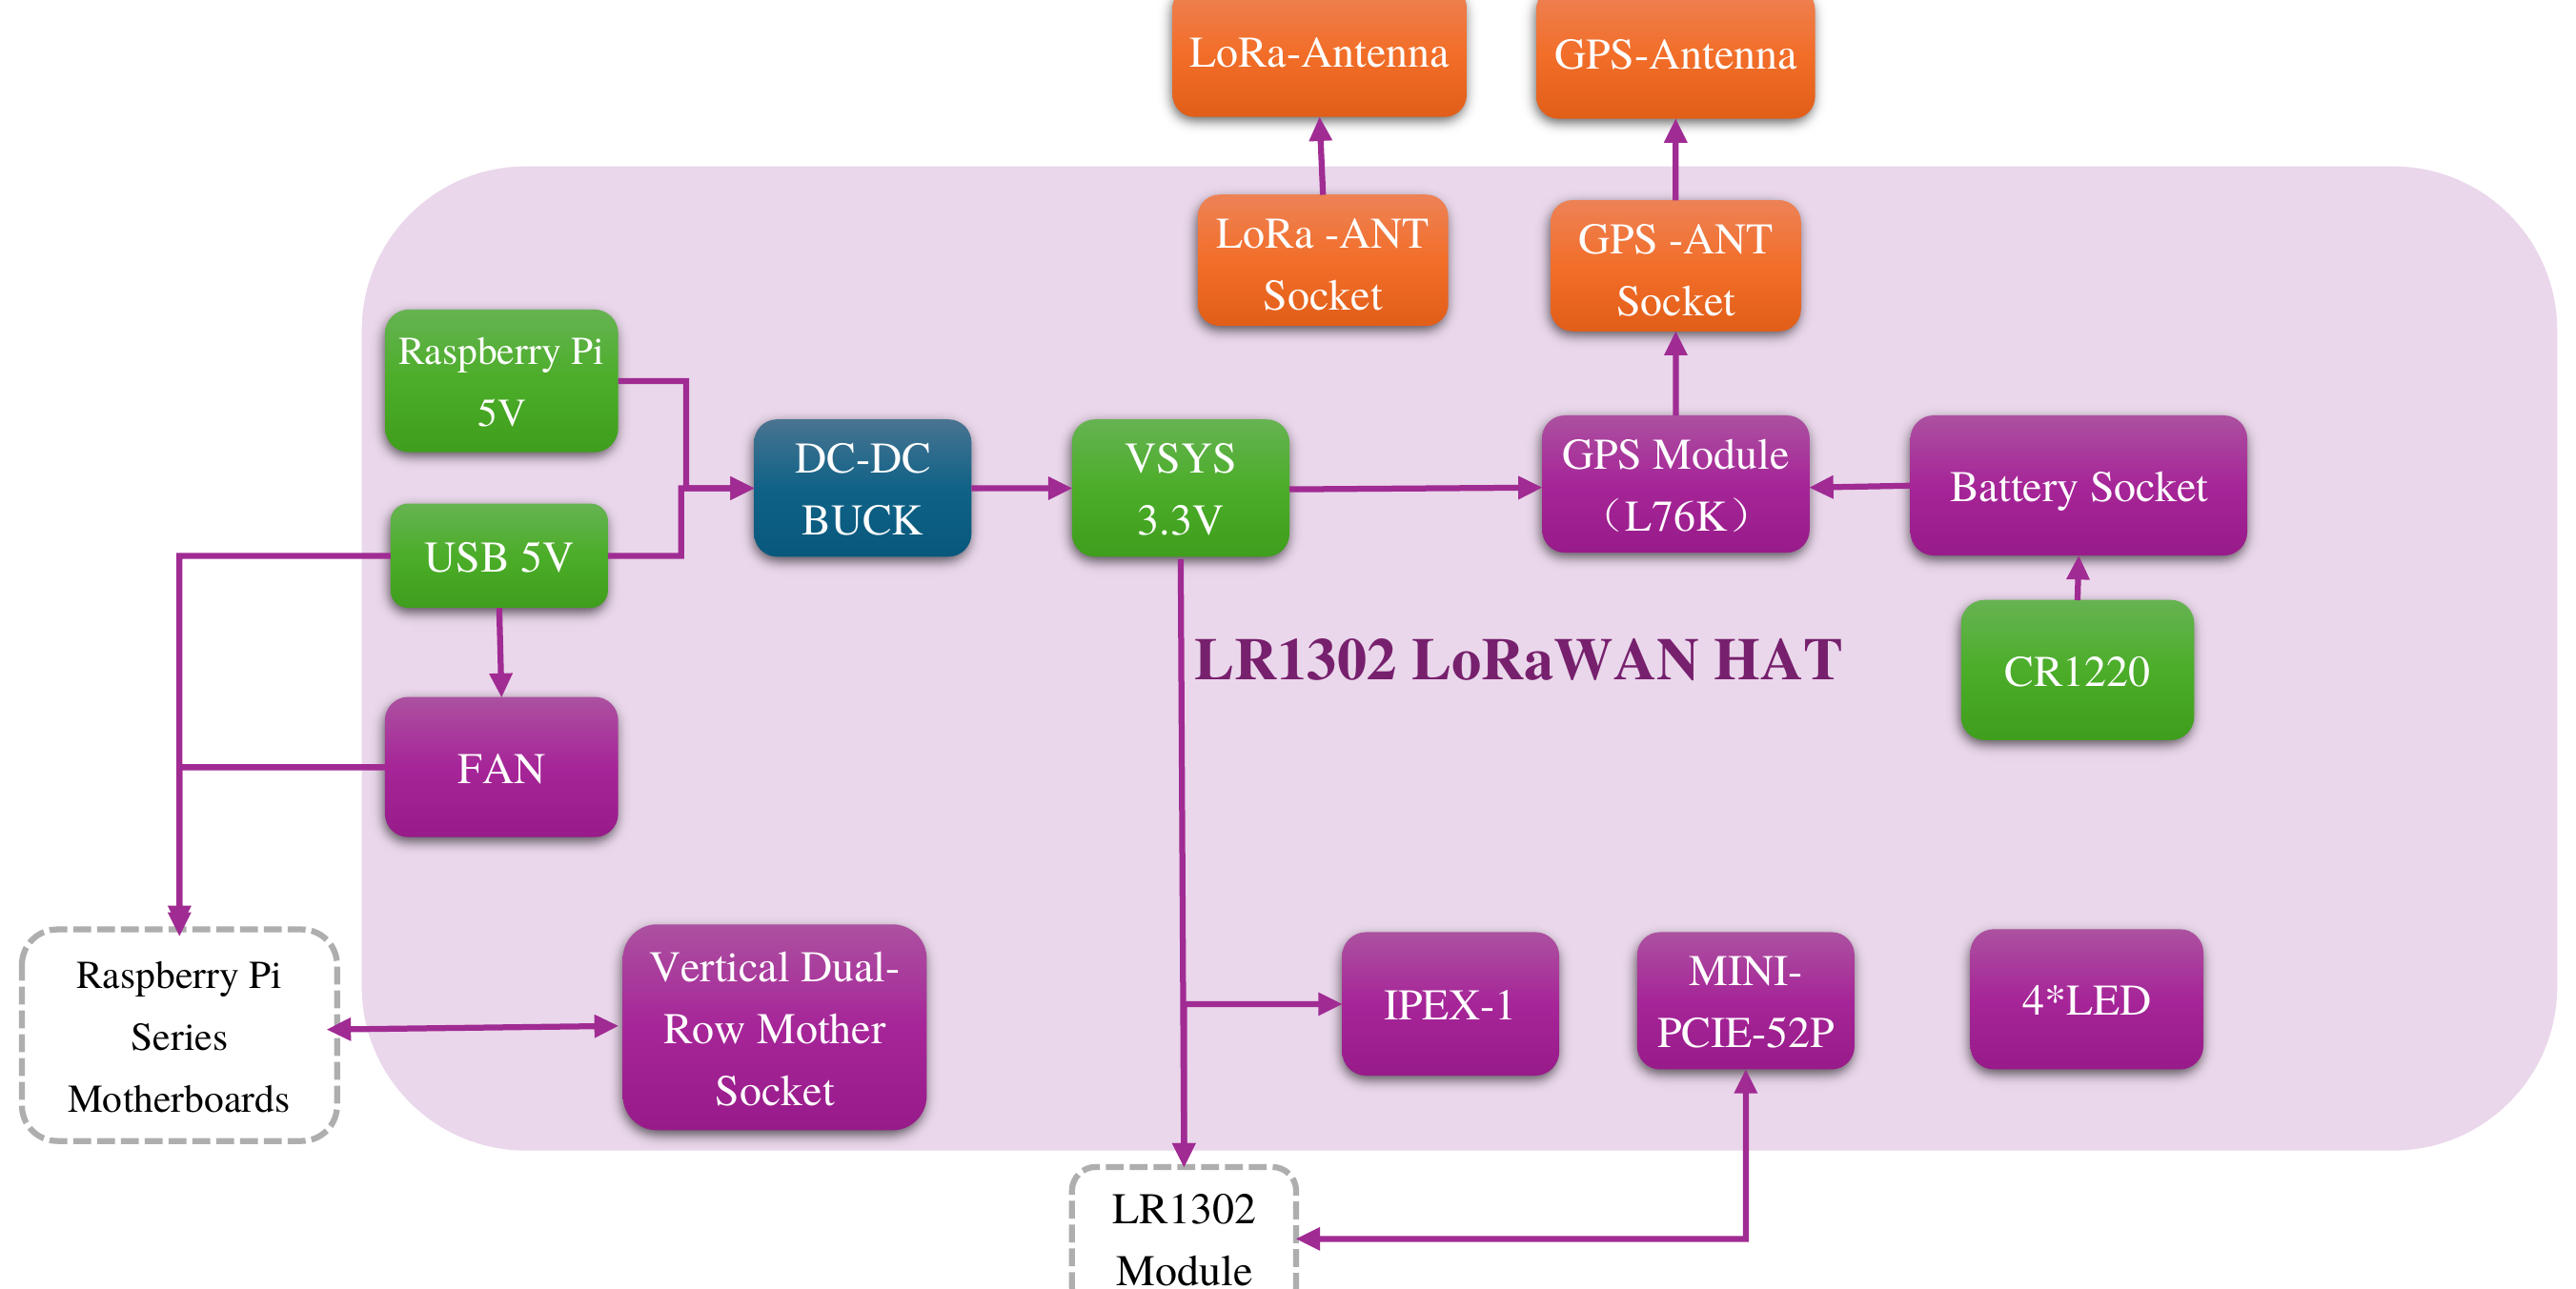 LoRa-Antenna
GPS-Antenna
LoRa -ANT
Socket
GPS -ANT
Socket
Raspberry Pi
5V
DC-DC
BUCK
VSYS
3.3V
GPS Module
（L76K）
Battery Socket
USB 5V
LR1302 LoRaWAN HAT
CR1220
FAN
Raspberry Pi
Series
Motherboards
Vertical Dual-
Row Mother
Socket
IPEX-1
MINI-
PCIE-52P
4*LED
LR1302
Module